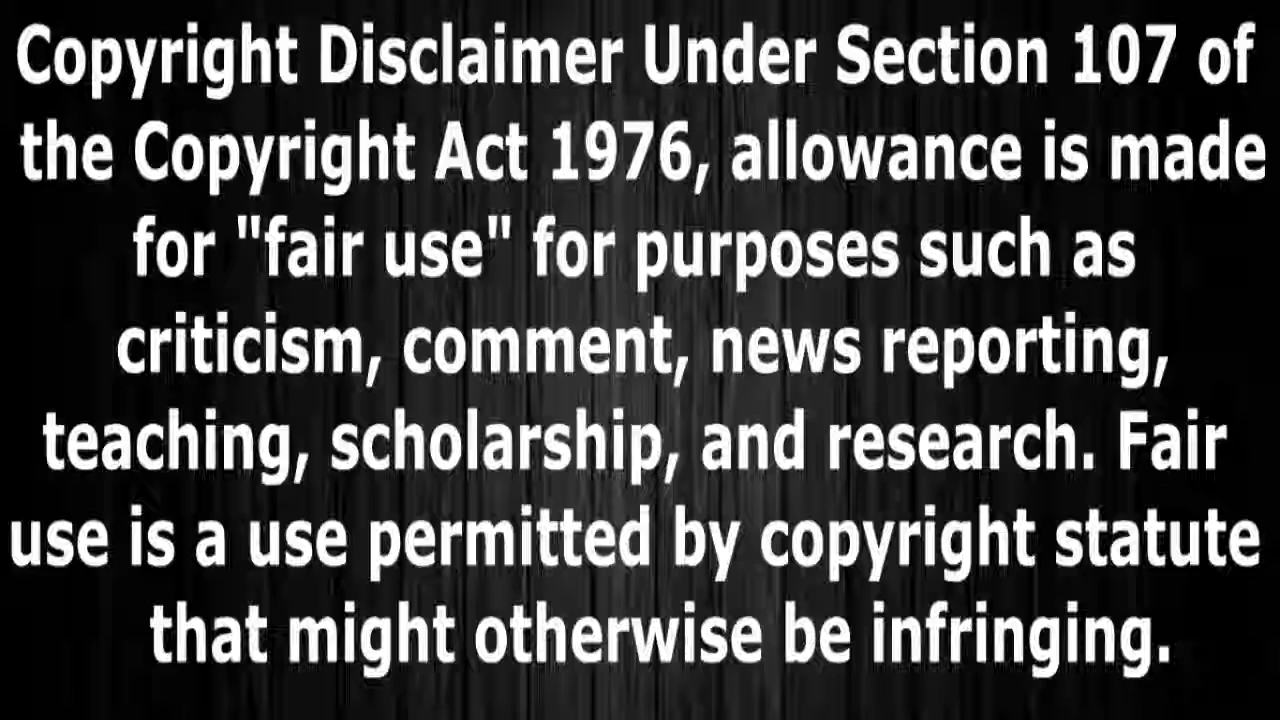 Copyright Disclaimer Under Section 107 of
the Copyright Act 1976, allowance is made
for "fair use" for purposes such as
criticism, comment, news reporting,
teaching, scholarship, and research. Fair
use is a use permitted by copyright statute
that might otherwise be infringing.